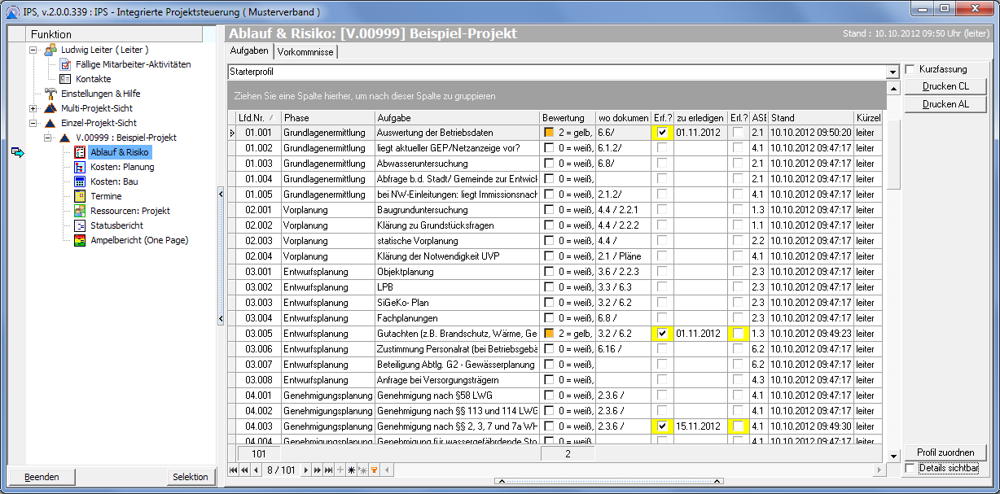 IPS, v.2.0.0.339 : IPS - Integrierte Projektsteuerung ( Musterverband )
Funktion
Ludwig Leiter ( Leiter )
Fällige Mitarbeiter-Aktivitäten
Kontakte
Einstellungen & Hilfe
Multi-Projekt-Sicht
Einzel-Projekt-Sicht
V.00999 : Beispiel-Projekt
Ablauf & Risiko
Kosten: Planung
Kosten: Bau
Termine
Ressourcen: Projekt
Statusbericht
Ampelbericht (One Page)
Beenden
Selektion
Ablauf & Risiko: [V.00999] Beispiel-Projekt
Stand : 10.10.2012 09:50 Uhr (leiter)
Aufgaben Vorkommnisse
Starterprofil
Kurzfassung
Drucken CL
Drucken AL
Ziehen Sie eine Spalte hierher, um nach dieser Spalte zu gruppieren
Lfd.Nr. Phase Aufgabe Bewertung wo dokumen Erf.? zu erledigen Erl.? ASE Stand Kürzel
01.001 Grundlagenermittlung Auswertung der Betriebsdaten 2 = gelb, 6.6/ 01.11.2012 2.1 10.10.2012 09:50:20 leiter
01.002 Grundlagenermittlung liegt aktueller GEP/Netzanzeige vor? 0 = weiß, 6.1.2/ 4.1 10.10.2012 09:47:17 leiter
01.003 Grundlagenermittlung Abwasseruntersuchung 0 = weiß, 6.8/ 2.1 10.10.2012 09:47:17 leiter
01.004 Grundlagenermittlung Abfrage b.d. Stadt/ Gemeinde zur Entwick 0 = weiß, 2.1 10.10.2012 09:47:17 leiter
01.005 Grundlagenermittlung bei NW-Einleitungen: liegt Immissionsnach 0 = weiß, 2.1.2/ 4.1 10.10.2012 09:47:17 leiter
02.001 Vorplanung Baugrunduntersuchung 0 = weiß, 4.4 / 2.2.1 1.3 10.10.2012 09:47:17 leiter
02.002 Vorplanung Klärung zu Grundstücksfragen 0 = weiß, 4.4 / 2.2.2 1.1 10.10.2012 09:47:17 leiter
02.003 Vorplanung statische Vorplanung 0 = weiß, 4.4 / 2.2 10.10.2012 09:47:17 leiter
02.004 Vorplanung Klärung der Notwendigkeit UVP 0 = weiß, 2.1 / Pläne 4.1 10.10.2012 09:47:17 leiter
03.001 Entwurfsplanung Objektplanung 0 = weiß, 3.6 / 2.2.3 2.3 10.10.2012 09:47:17 leiter
03.002 Entwurfsplanung LPB 0 = weiß, 3.3 / 6.3 2.3 10.10.2012 09:47:17 leiter
03.003 Entwurfsplanung SiGeKo- Plan 0 = weiß, 3.2 / 6.2 2.3 10.10.2012 09:47:17 leiter
03.004 Entwurfsplanung Fachplanungen 0 = weiß, 6.8 / 2.3 10.10.2012 09:47:17 leiter
03.005 Entwurfsplanung Gutachten (z.B. Brandschutz, Wärme, Ge 2 = gelb, 3.2 / 6.2 01.11.2012 1.3 10.10.2012 09:49:23 leiter
03.006 Entwurfsplanung Zustimmung Personalrat (bei Betriebsgebä 0 = weiß, 6.16 / 6.2 10.10.2012 09:47:17 leiter
03.007 Entwurfsplanung Beteiligung Abtlg. G2 - Gewässerplanung 0 = weiß, 6.2 10.10.2012 09:47:17 leiter
03.008 Entwurfsplanung Anfrage bei Versorgungsträgern 0 = weiß, 4.3 10.10.2012 09:47:17 leiter
04.001 Genehmigungsplanung Genehmigung nach §58 LWG 0 = weiß, 2.3.6 / 4.1 10.10.2012 09:47:17 leiter
04.002 Genehmigungsplanung Genehmigung nach §§ 113 und 114 LWG 0 = weiß, 2.3.6 / 4.1 10.10.2012 09:47:17 leiter
04.003 Genehmigungsplanung Genehmigung nach §§ 2, 3, 7 und 7a WH 0 = weiß, 2.3.6 / 15.11.2012 4.1 10.10.2012 09:49:30 leiter
04.004 Genehmigungsplanung Genehmigung für wassergefährdende Sto 0 = weiß, 2.3.6 / 4.1 10.10.2012 09:47:17 leiter
101 2
8 / 101
Profil zuordnen
Details sichtbar